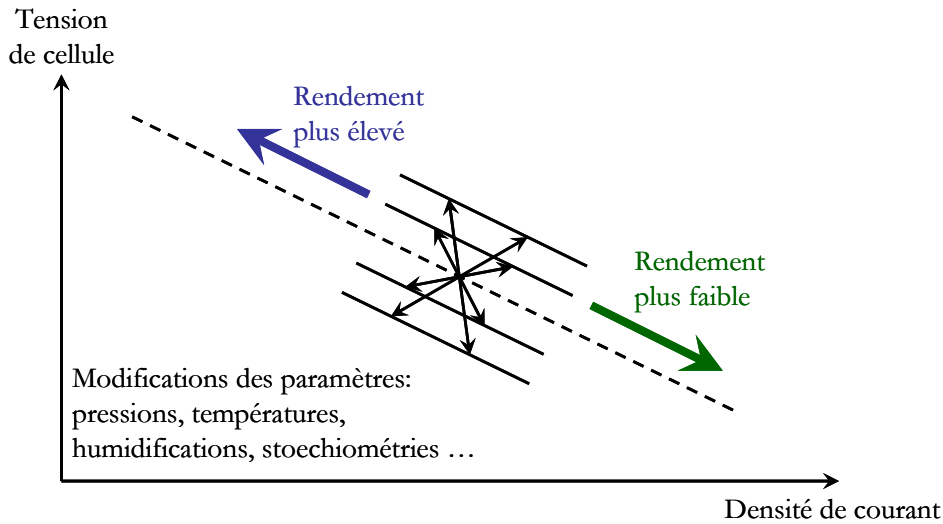 Tension
de cellule
Rendement
plus élevé
Rendement
plus faible
Modifications des paramètres:
pressions, températures,
humidifications, stoechiométries …
Densité de courant